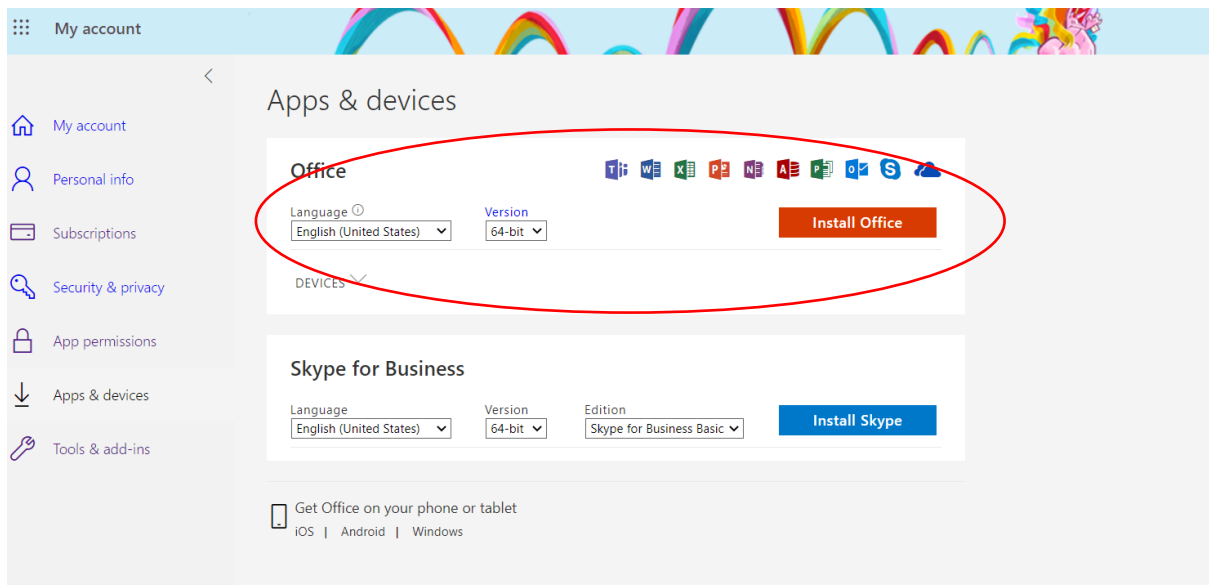 My account
My account
Personal info
Subscriptions
Security & privacy
App permissions
Apps & devices
Tools & add-ins
Apps & devices
Office
Language
Version
English (United States)
64-bit
Install Office
DEVICES
Skype for Business
Language
Version
Edition
English (United States)
64-bit
Skype for Business Basic
Install Skype
Get Office on your phone or tablet
iOS | Android | Windows